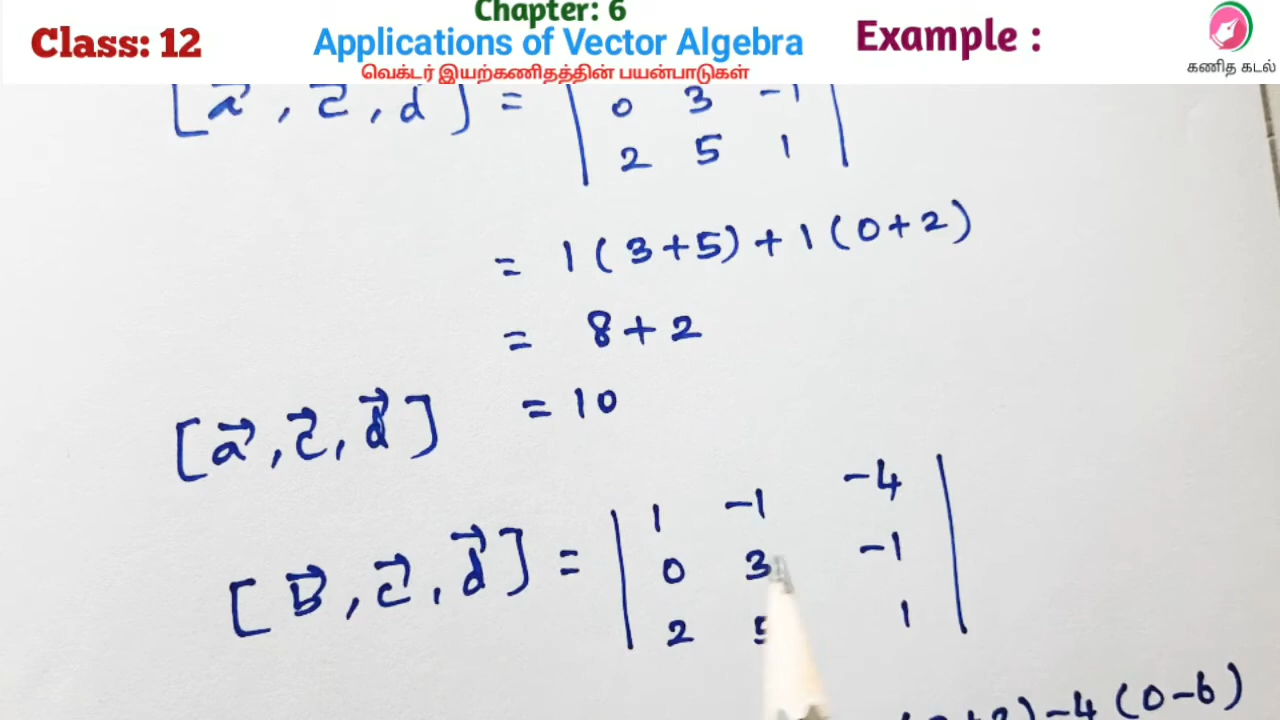 Chapter: 6
Class: 12 Applications of Vector Algebra Example :
வெக்டர் இயற்கணிதத்தின் பயன்பாடுகள்
கணித கடல்
[a⃗, c⃗, d⃗] = | 0 3 -1 |
| 2 5 1 |
= 1(3+5)+1(0+2)
= 8+2
[a⃗, c⃗, d⃗] = 10
[b⃗, c⃗, d⃗] = | 1 -1 -4 |
| 0 3 -1 |
| 2 5 1 |
-4(0-6)